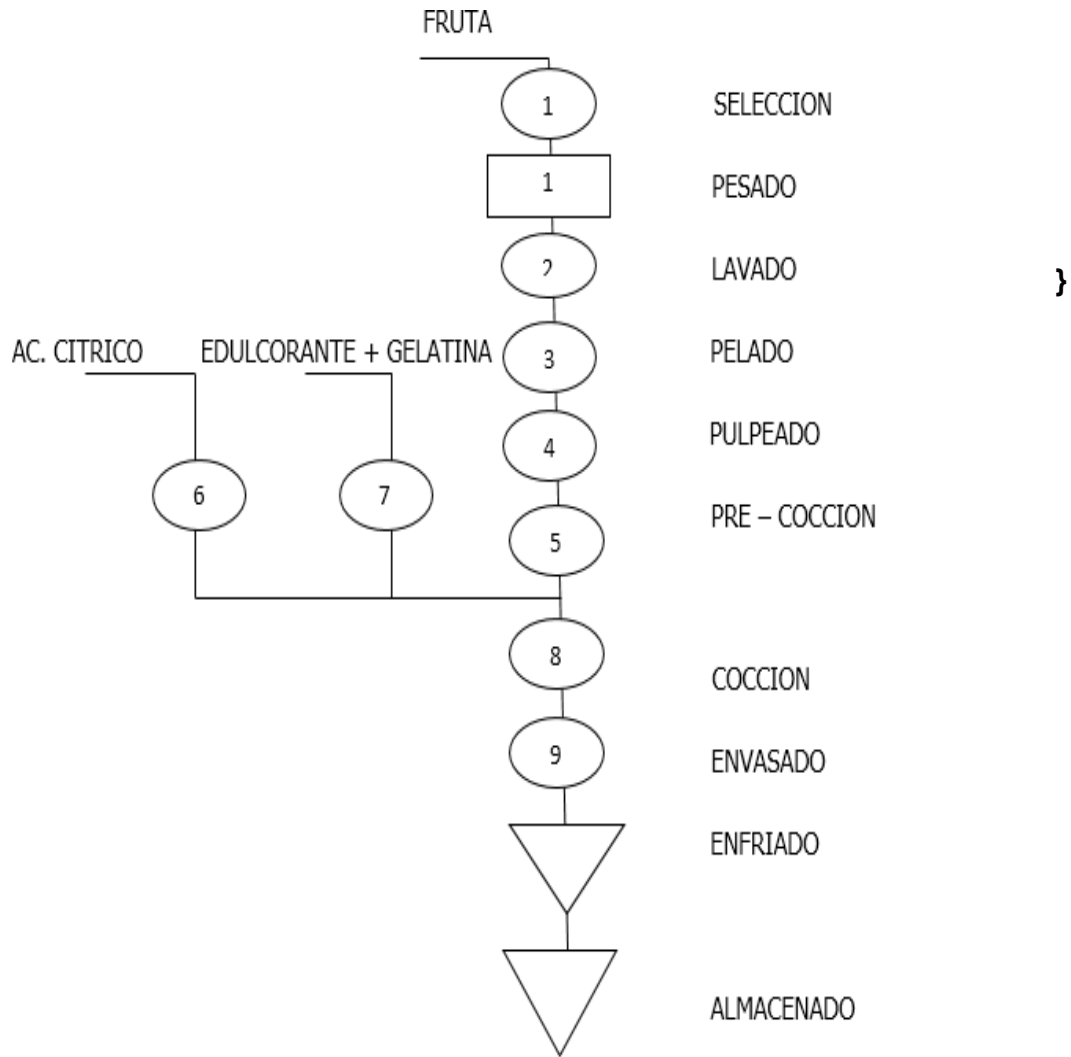 FRUTA
1 SELECCION
1 PESADO
2 LAVADO
}
AC. CITRICO EDULCORANTE + GELATINA
3 PELADO
4 PULPEADO
6 7
5 PRE – COCCION
8 COCCION
9 ENVASADO
ENFRIADO
ALMACENADO